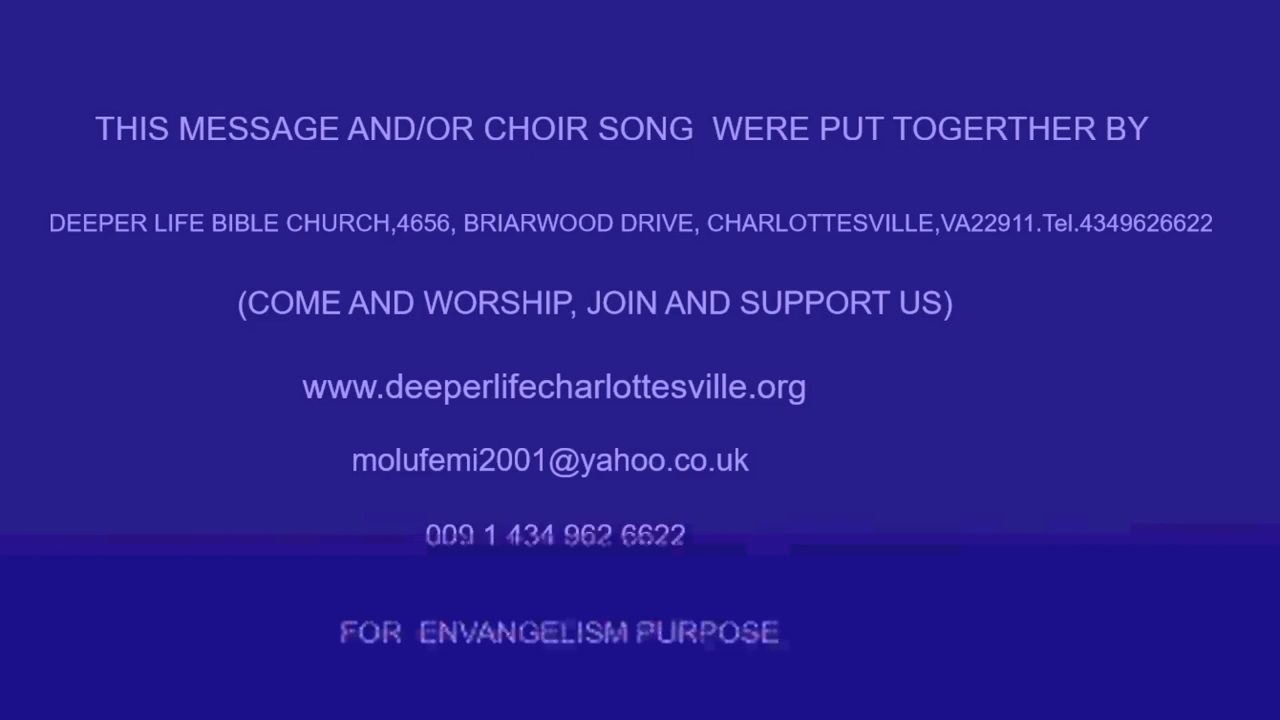 THIS MESSAGE AND/OR CHOIR SONG  WERE PUT TOGERTHER BY
DEEPER LIFE BIBLE CHURCH,4656, BRIARWOOD DRIVE, CHARLOTTESVILLE,VA22911.Tel.4349626622
(COME AND WORSHIP, JOIN AND SUPPORT US)
www.deeperlifecharlottesville.org
molufemi2001@yahoo.co.uk
009 1 434 962 6622
FOR  ENVANGELISM PURPOSE